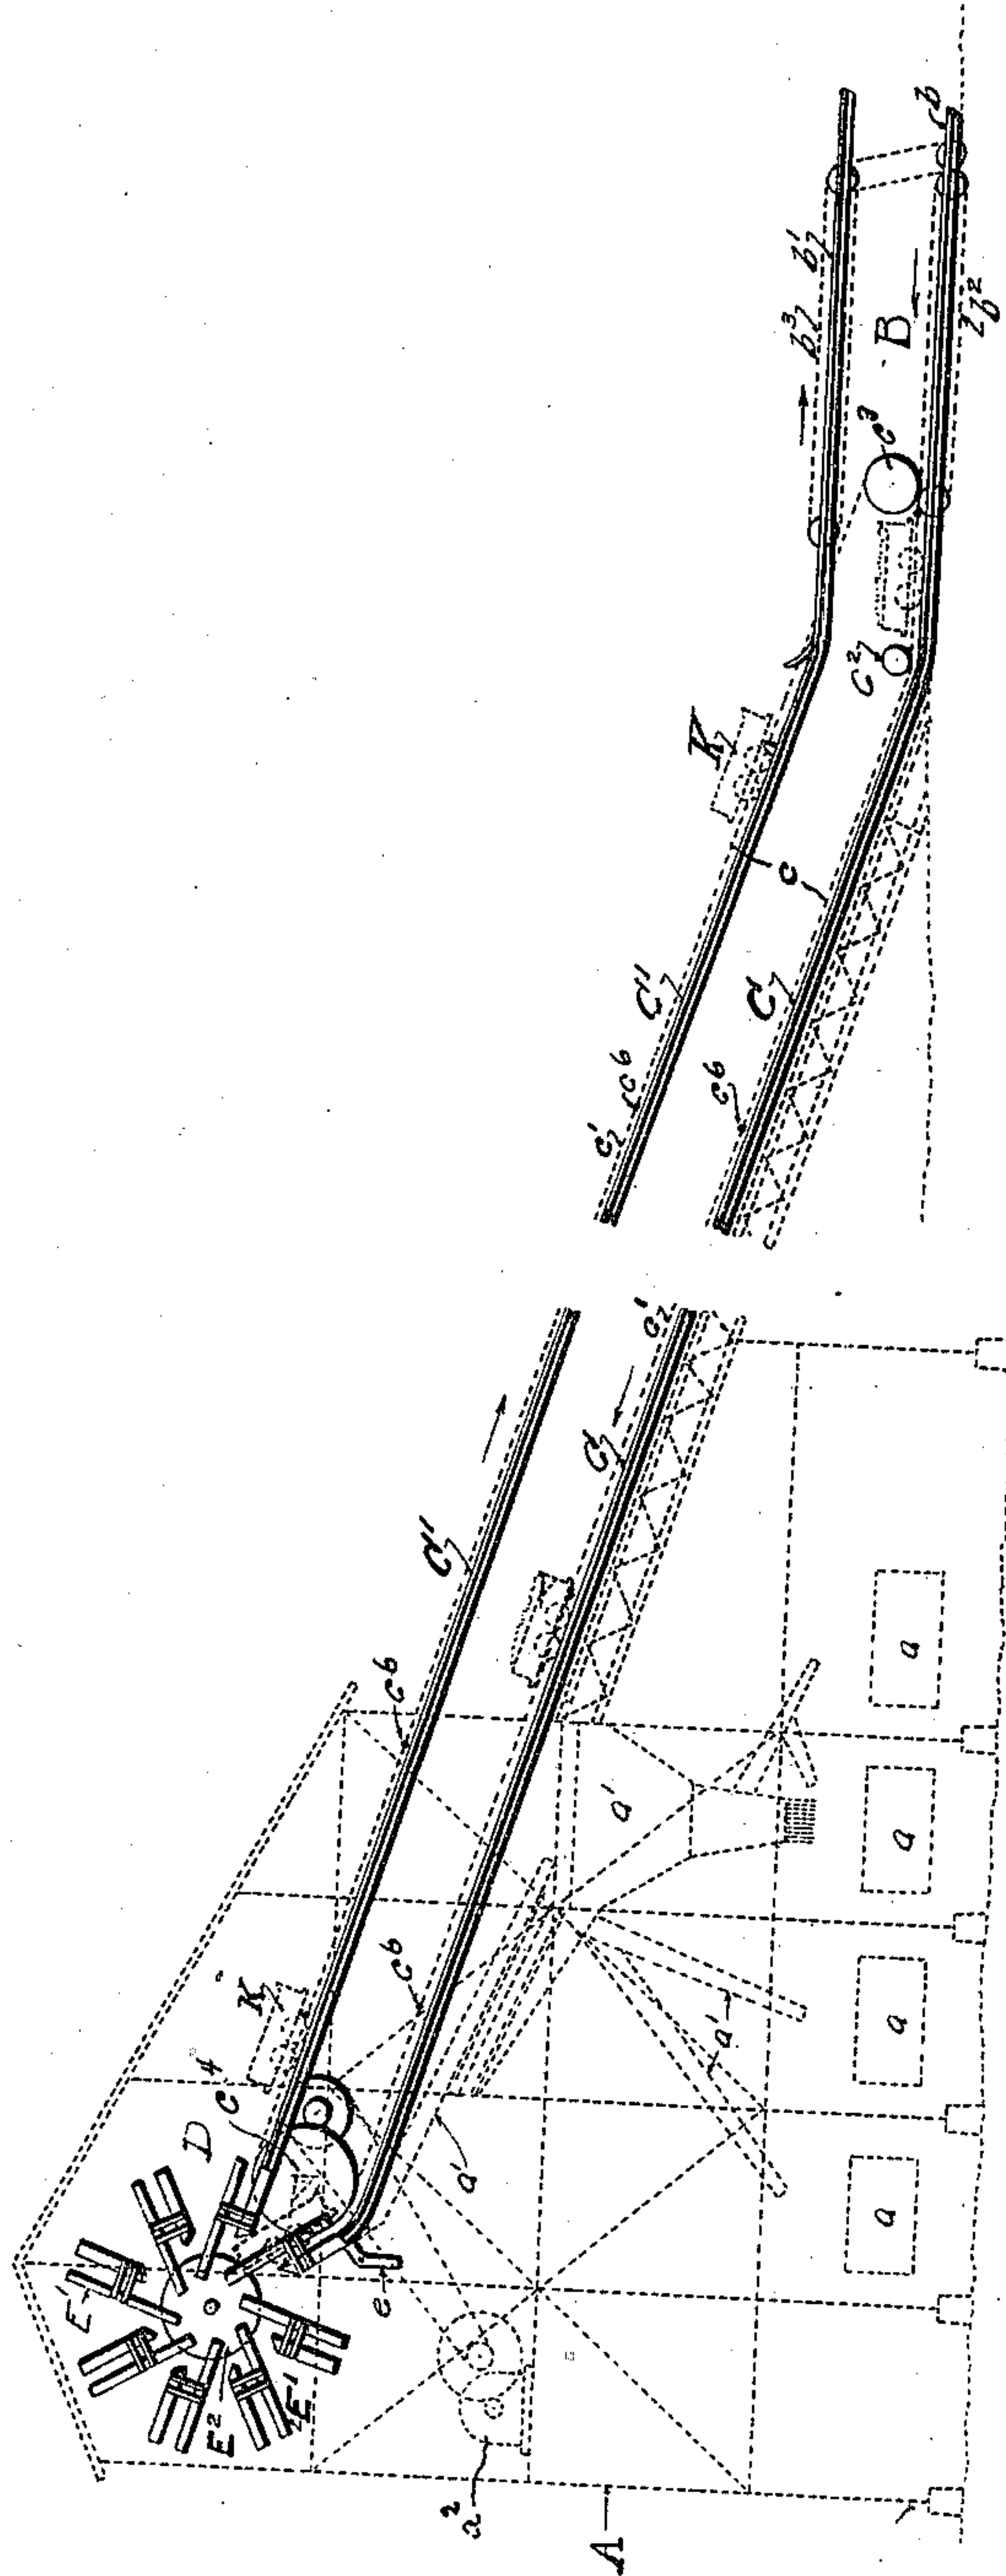 E'
D
c⁴
K
c⁶
C'
c'
c⁶
C'
c
K
b³
b'
E²
E'
e
a'
c⁶
C
c'
c⁶
C
c²
c³
B
b
b²
a²
a'
a'
A
a
a
a
a